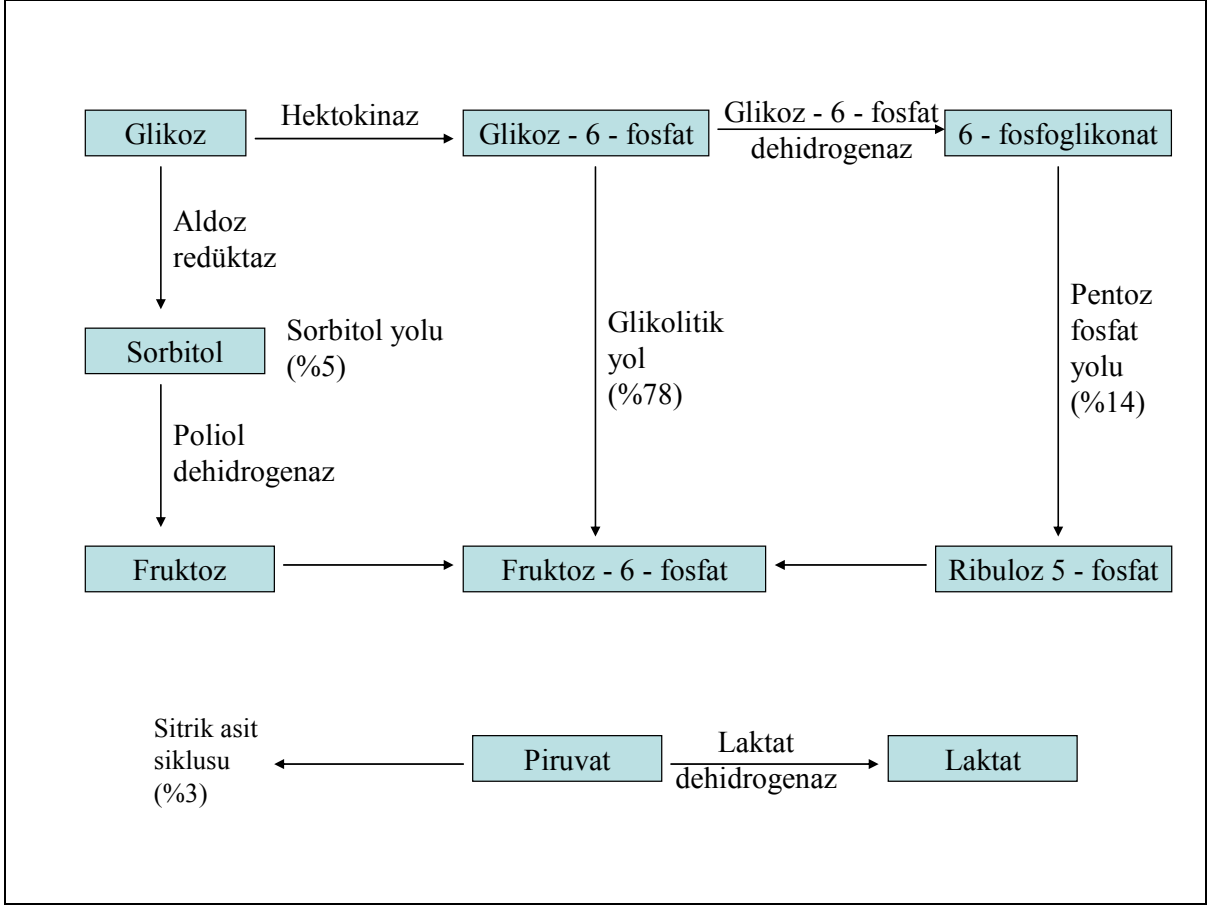 Glikoz
Hektokinaz
Glikoz - 6 - fosfat
Glikoz - 6 - fosfat
dehidrogenaz
6 - fosfoglikonat
Aldoz
redüktaz
Sorbitol
Sorbitol yolu
(%5)
Glikolitik
yol
(%78)
Pentoz
fosfat
yolu
(%14)
Poliol
dehidrogenaz
Fruktoz
Fruktoz - 6 - fosfat
Ribuloz 5 - fosfat
Sitrik asit
siklusu
(%3)
Piruvat
Laktat
dehidrogenaz
Laktat